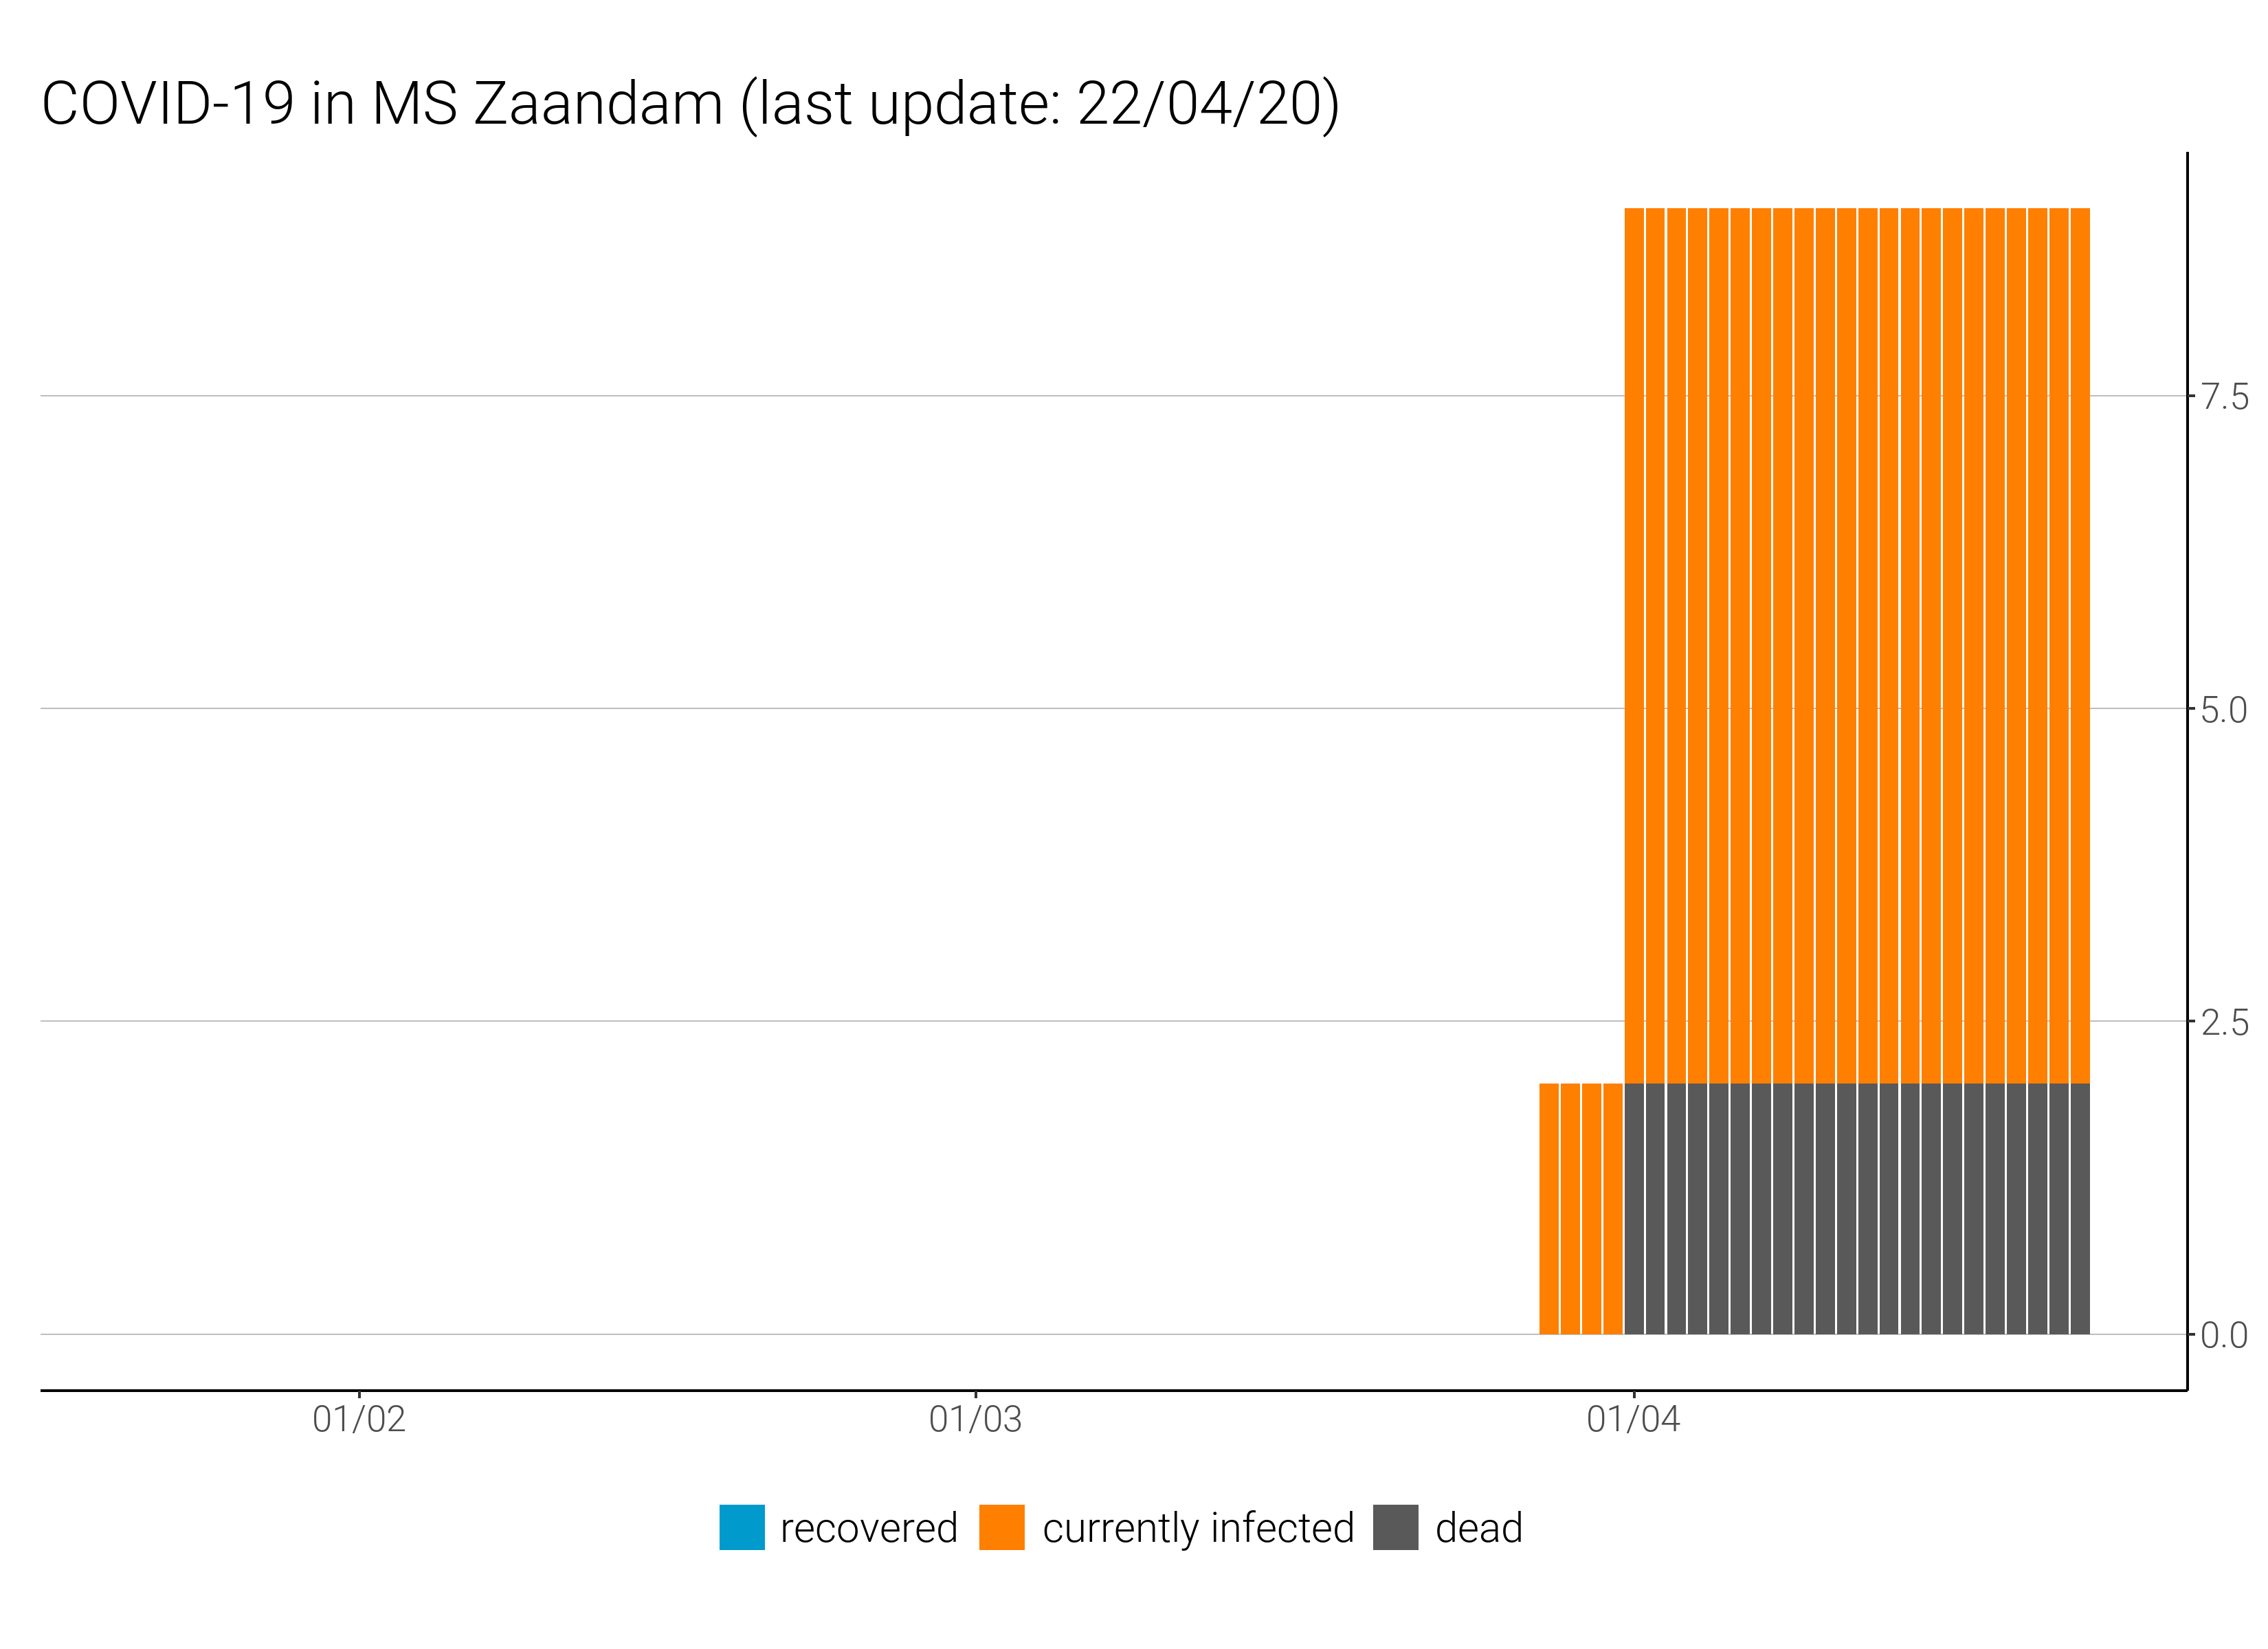 COVID-19 in MS Zaandam (last update: 22/04/20)
7.5
5.0
2.5
0.0
01/02 01/03 01/04
recovered currently infected dead